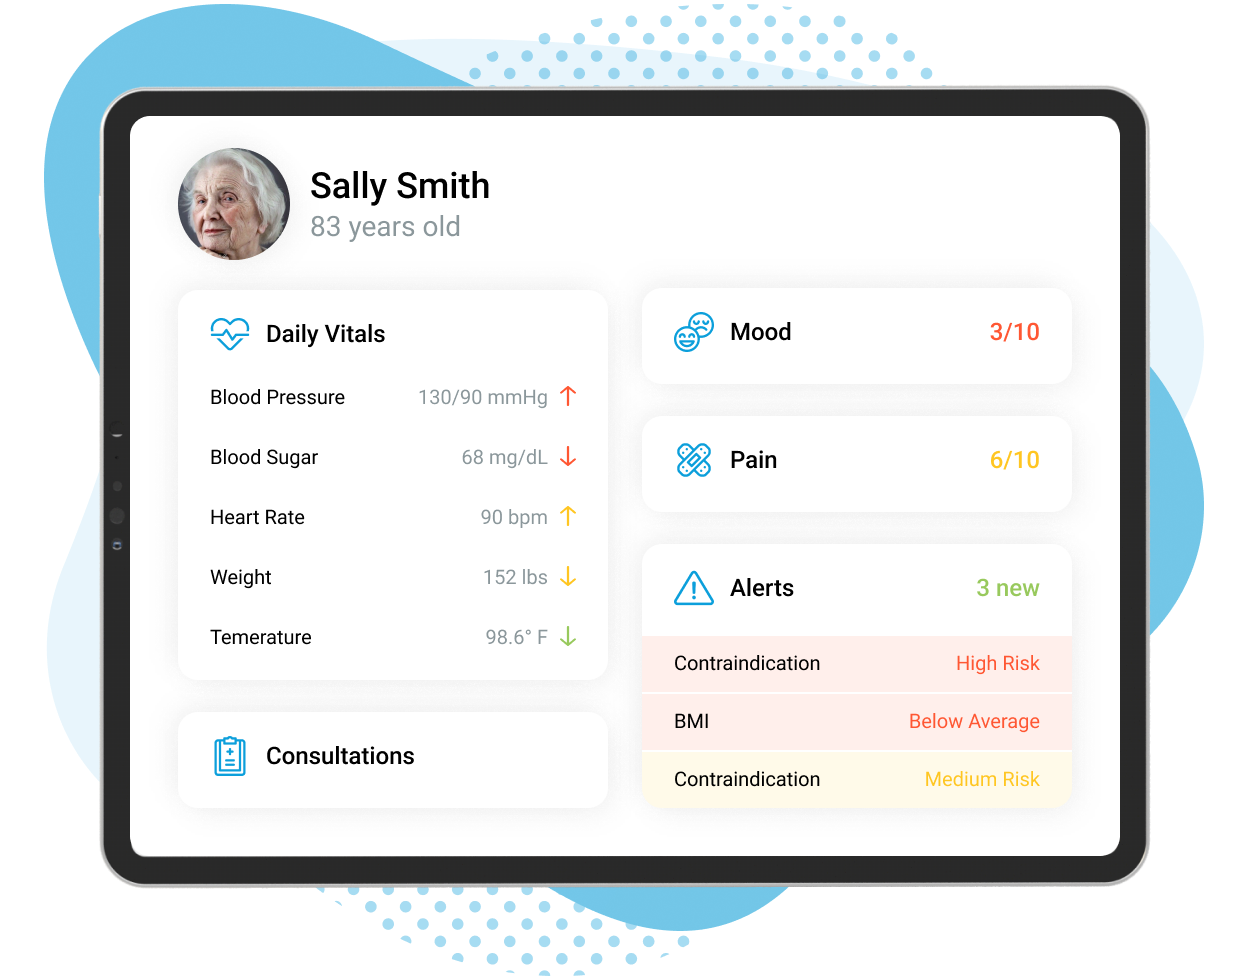 Sally Smith
83 years old
Daily Vitals
Blood Pressure 130/90 mmHg ↑
Blood Sugar 68 mg/dL ↓
Heart Rate 90 bpm ↑
Weight 152 lbs ↓
Temerature 98.6° F ↓
Consultations
Mood 3/10
Pain 6/10
Alerts 3 new
Contraindication High Risk
BMI Below Average
Contraindication Medium Risk